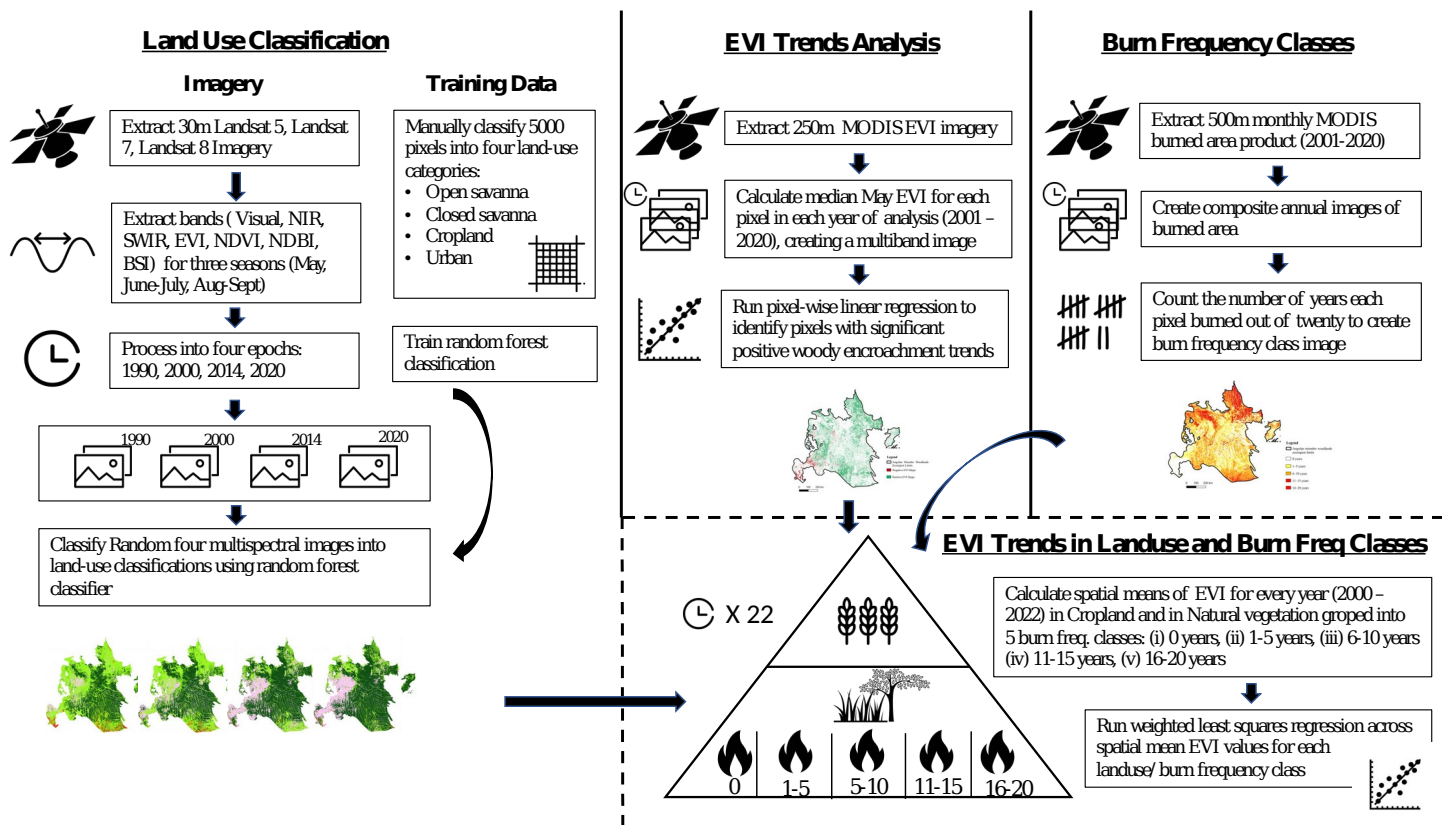 Land Use Classification
Imagery
Extract 30m Landsat 5, Landsat
7, Landsat 8 Imagery
Extract bands ( Visual, NIR,
SWIR, EVI, NDVI, NDBI,
BSI) for three seasons (May,
June-July, Aug-Sept)
Process into four epochs:
1990, 2000, 2014, 2020
Training Data
Manually classify 5000
pixels into four land-use
categories:
• Open savanna
• Closed savanna
• Cropland
• Urban
Train random forest
classification
1990
2000
2014
2020
Classify Random four multispectral images into
land-use classifications using random forest
classifier
EVI Trends Analysis
Extract 250m MODIS EVI imagery
Calculate median May EVI for each
pixel in each year of analysis (2001 –
2020), creating a multiband image
Run pixel-wise linear regression to
identify pixels with significant
positive woody encroachment trends
Legend
Burn Frequency Classes
Extract 500m monthly MODIS
burned area product (2001-2020)
Create composite annual images of
burned area
Count the number of years each
pixel burned out of twenty to create
burn frequency class image
Legend
EVI Trends in Landuse and Burn Freq Classes
X 22
0
1-5
5-10
11-15
16-20
Calculate spatial means of EVI for every year (2000 –
2022) in Cropland and in Natural vegetation groped into
5 burn freq. classes: (i) 0 years, (ii) 1-5 years, (iii) 6-10 years
(iv) 11-15 years, (v) 16-20 years
Run weighted least squares regression across
spatial mean EVI values for each
landuse/ burn frequency class